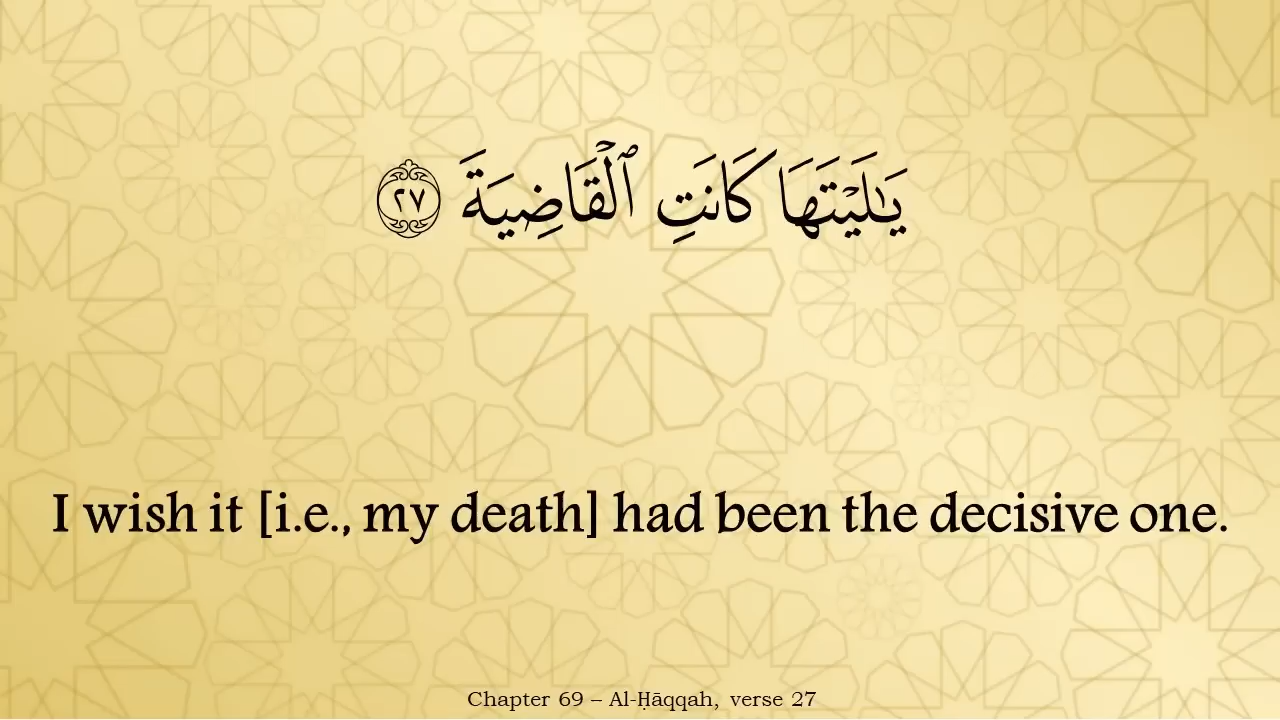 يَـٰلَيْتَهَا كَانَتِ ٱلْقَاضِيَةَ ٢٧
I wish it [i.e., my death] had been the decisive one.
Chapter 69 – Al-Ḥāqqah, verse 27